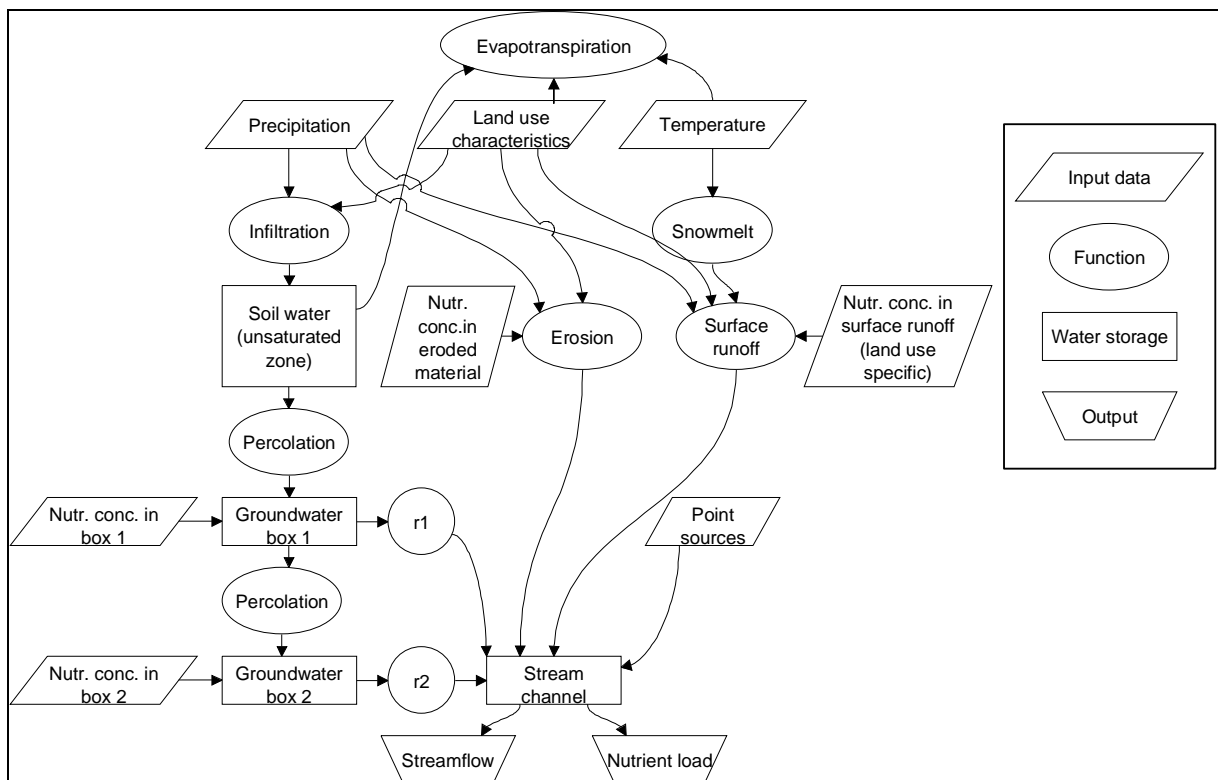 Evapotranspiration
Precipitation
Land use
characteristics
Temperature
Input data
Infiltration
Snowmelt
Function
Soil water
(unsaturated
zone)
Nutr.
conc.in
eroded
material
Erosion
Surface
runoff
Nutr. conc. in
surface runoff
(land use
specific)
Water storage
Output
Percolation
Nutr. conc. in
box 1
Groundwater
box 1
r1
Point
sources
Percolation
Nutr. conc. in
box 2
Groundwater
box 2
r2
Stream
channel
Streamflow
Nutrient load